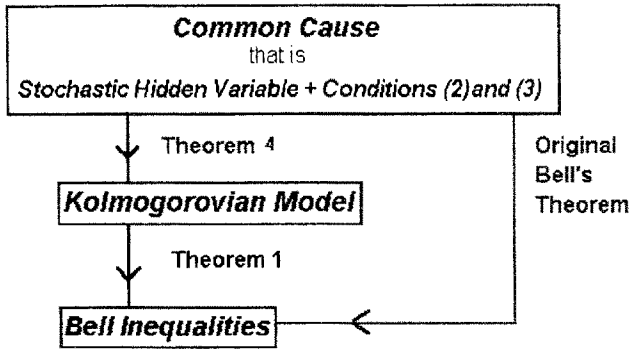 Common Cause
that is
Stochastic Hidden Variable + Conditions (2)and (3)
Theorem 4
Original
Bell's
Theorem
Kolmogorovian Model
Theorem 1
Bell Inequalities